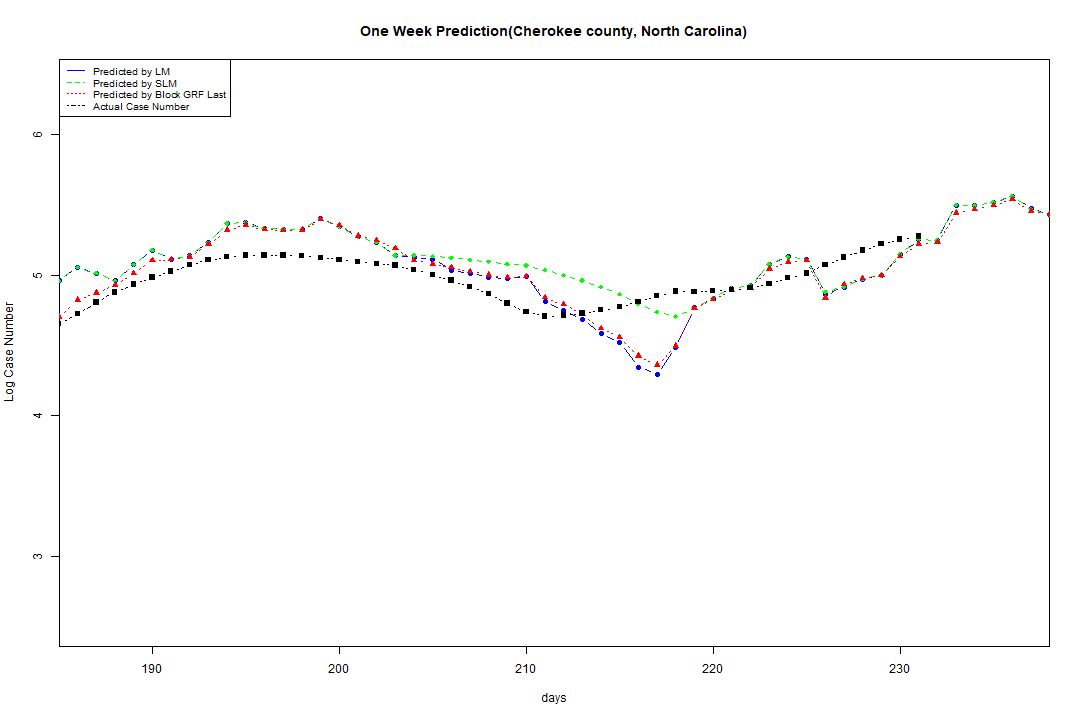 One Week Prediction(Cherokee county, North Carolina)
Predicted by LM
Predicted by SLM
Predicted by Block GRF Last
Actual Case Number
6
5
4
3
Log Case Number
190 200 210 220 230
days